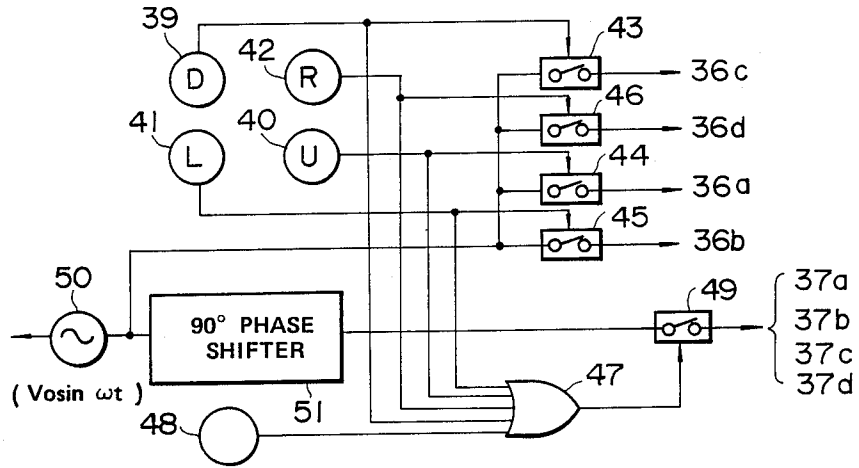 39
D
42
R
43
36c
46
36d
41
L
40
U
44
36a
45
36b
50
90° PHASE
SHIFTER
51
(Vosin ωt)
49
37a
37b
37c
37d
47
48